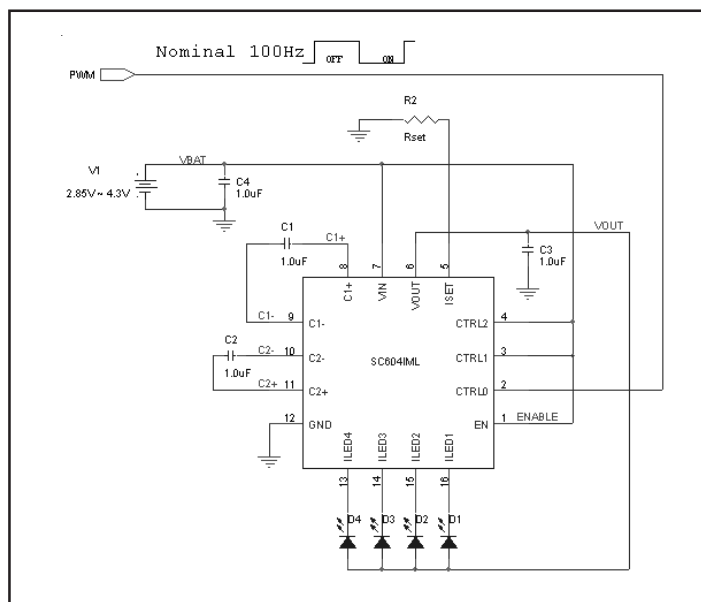 Nominal 100Hz
OFF
ON
PWM
R2
Rset
VBAT
V1
2.85V ~ 4.3V
C4
1.0uF
C1
C1+
1.0uF
VOUT
C3
1.0uF
8
7
6
5
C1+
VIN
VOUT
ISET
C1-
9
C1-
CTRL2
4
C2
C2-
10
C2-
SC604IML
CTRL1
3
1.0uF
C2+
11
C2+
CTRL0
2
12
GND
EN
1
ENABLE
ILED4
ILED3
ILED2
ILED1
13
14
15
16
D4
D3
D2
D1